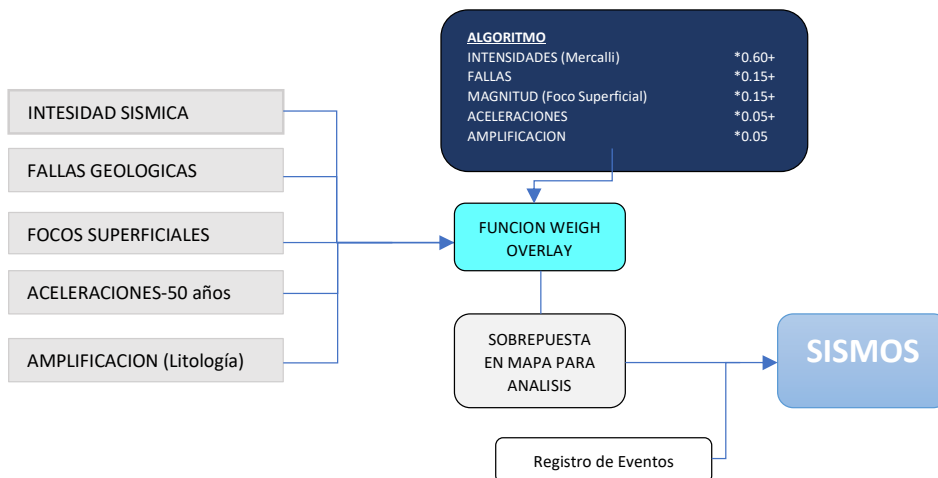 ALGORITMO
INTENSIDADES (Mercalli) *0.60+
FALLAS *0.15+
MAGNITUD (Foco Superficial) *0.15+
ACELERACIONES *0.05+
AMPLIFICACION *0.05
INTESIDAD SISMICA
FALLAS GEOLOGICAS
FOCOS SUPERFICIALES
ACELERACIONES-50 años
AMPLIFICACION (Litología)
FUNCION WEIGH
OVERLAY
SOBREPUESTA
EN MAPA PARA
ANALISIS
SISMOS
Registro de Eventos